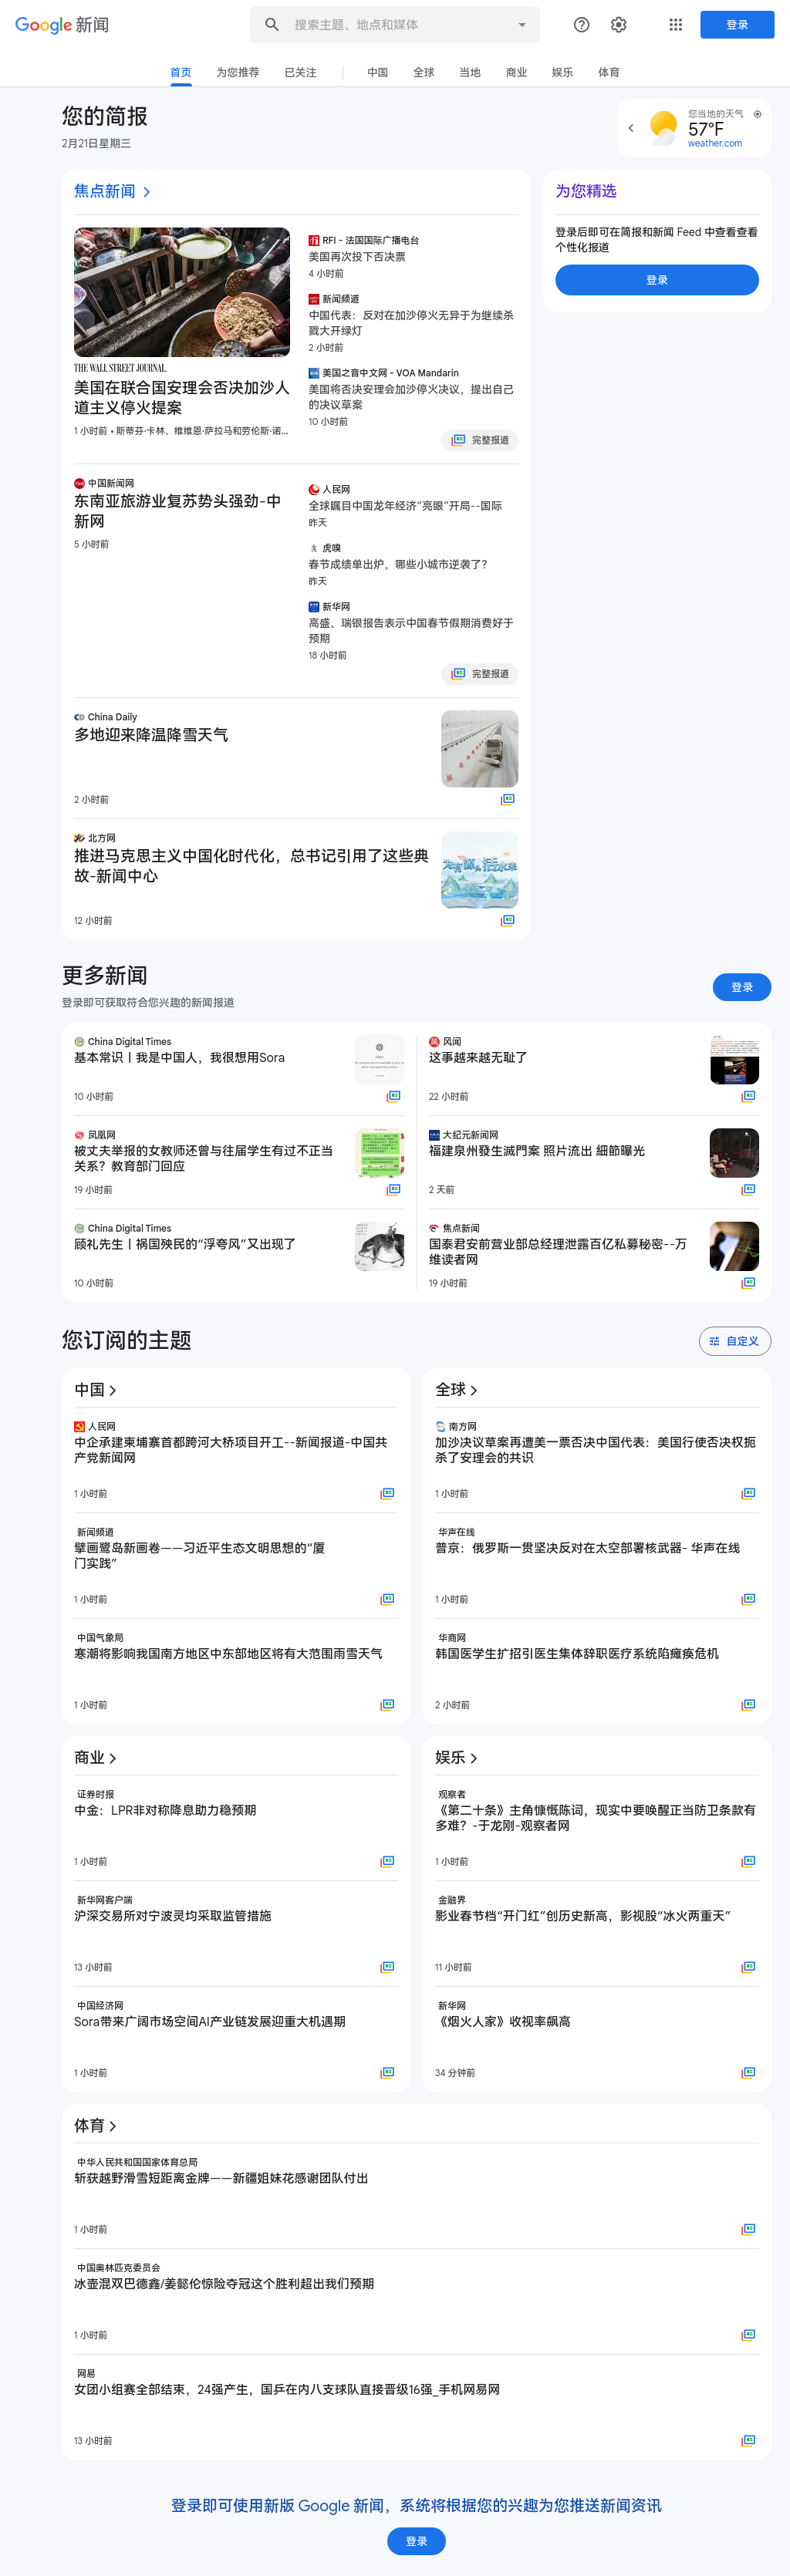 Google 新闻
搜索主题、地点和媒体
登录
首页
为您推荐
已关注
中国
全球
当地
商业
娱乐
体育
您的简报
2月21日星期三
您当地的天气
57°F
weather.com
焦点新闻
THE WALL STREET JOURNAL.
美国在联合国安理会否决加沙人
道主义停火提案
1 小时前 • 斯蒂芬·卡林、维维恩·萨拉马和劳伦斯·诺...
RFI - 法国国际广播电台
美国再次投下否决票
4 小时前
新闻频道
中国代表：反对在加沙停火无异于为继续杀
戮大开绿灯
2 小时前
美国之音中文网 - VOA Mandarin
美国将否决安理会加沙停火决议，提出自己
的决议草案
10 小时前
完整报道
中国新闻网
东南亚旅游业复苏势头强劲-中
新网
5 小时前
人民网
全球瞩目中国龙年经济“亮眼”开局--国际
昨天
虎嗅
春节成绩单出炉，哪些小城市逆袭了？
昨天
新华网
高盛、瑞银报告表示中国春节假期消费好于
预期
18 小时前
完整报道
China Daily
多地迎来降温降雪天气
2 小时前
北方网
推进马克思主义中国化时代化，总书记引用了这些典
故-新闻中心
12 小时前
为您精选
登录后即可在简报和新闻 Feed 中查看查看
个性化报道
登录
更多新闻
登录即可获取符合您兴趣的新闻报道
登录
China Digital Times
基本常识丨我是中国人，我很想用Sora
10 小时前
风闻
这事越来越无耻了
22 小时前
凤凰网
被丈夫举报的女教师还曾与往届学生有过不正当
关系？教育部门回应
19 小时前
大纪元新闻网
福建泉州發生滅門案 照片流出 細節曝光
2 天前
China Digital Times
顾礼先生丨祸国殃民的“浮夸风”又出现了
10 小时前
焦点新闻
国泰君安前营业部总经理泄露百亿私募秘密--万
维读者网
19 小时前
您订阅的主题
自定义
中国
人民网
中企承建柬埔寨首都跨河大桥项目开工--新闻报道-中国共
产党新闻网
1 小时前
新闻频道
擘画鹭岛新画卷——习近平生态文明思想的“厦
门实践”
1 小时前
中国气象局
寒潮将影响我国南方地区中东部地区将有大范围雨雪天气
1 小时前
全球
南方网
加沙决议草案再遭美一票否决中国代表：美国行使否决权扼
杀了安理会的共识
1 小时前
华声在线
普京：俄罗斯一贯坚决反对在太空部署核武器- 华声在线
1 小时前
华商网
韩国医学生扩招引医生集体辞职医疗系统陷瘫痪危机
2 小时前
商业
证券时报
中金：LPR非对称降息助力稳预期
1 小时前
新华网客户端
沪深交易所对宁波灵均采取监管措施
13 小时前
中国经济网
Sora带来广阔市场空间AI产业链发展迎重大机遇期
1 小时前
娱乐
观察者
《第二十条》主角慷慨陈词，现实中要唤醒正当防卫条款有
多难？-于龙刚-观察者网
1 小时前
金融界
影业春节档“开门红”创历史新高，影视股“冰火两重天”
11 小时前
新华网
《烟火人家》收视率飙高
34 分钟前
体育
中华人民共和国国家体育总局
斩获越野滑雪短距离金牌——新疆姐妹花感谢团队付出
1 小时前
中国奥林匹克委员会
冰壶混双巴德鑫/姜懿伦惊险夺冠这个胜利超出我们预期
1 小时前
网易
女团小组赛全部结束，24强产生，国乒在内八支球队直接晋级16强_手机网易网
13 小时前
登录即可使用新版 Google 新闻，系统将根据您的兴趣为您推送新闻资讯
登录